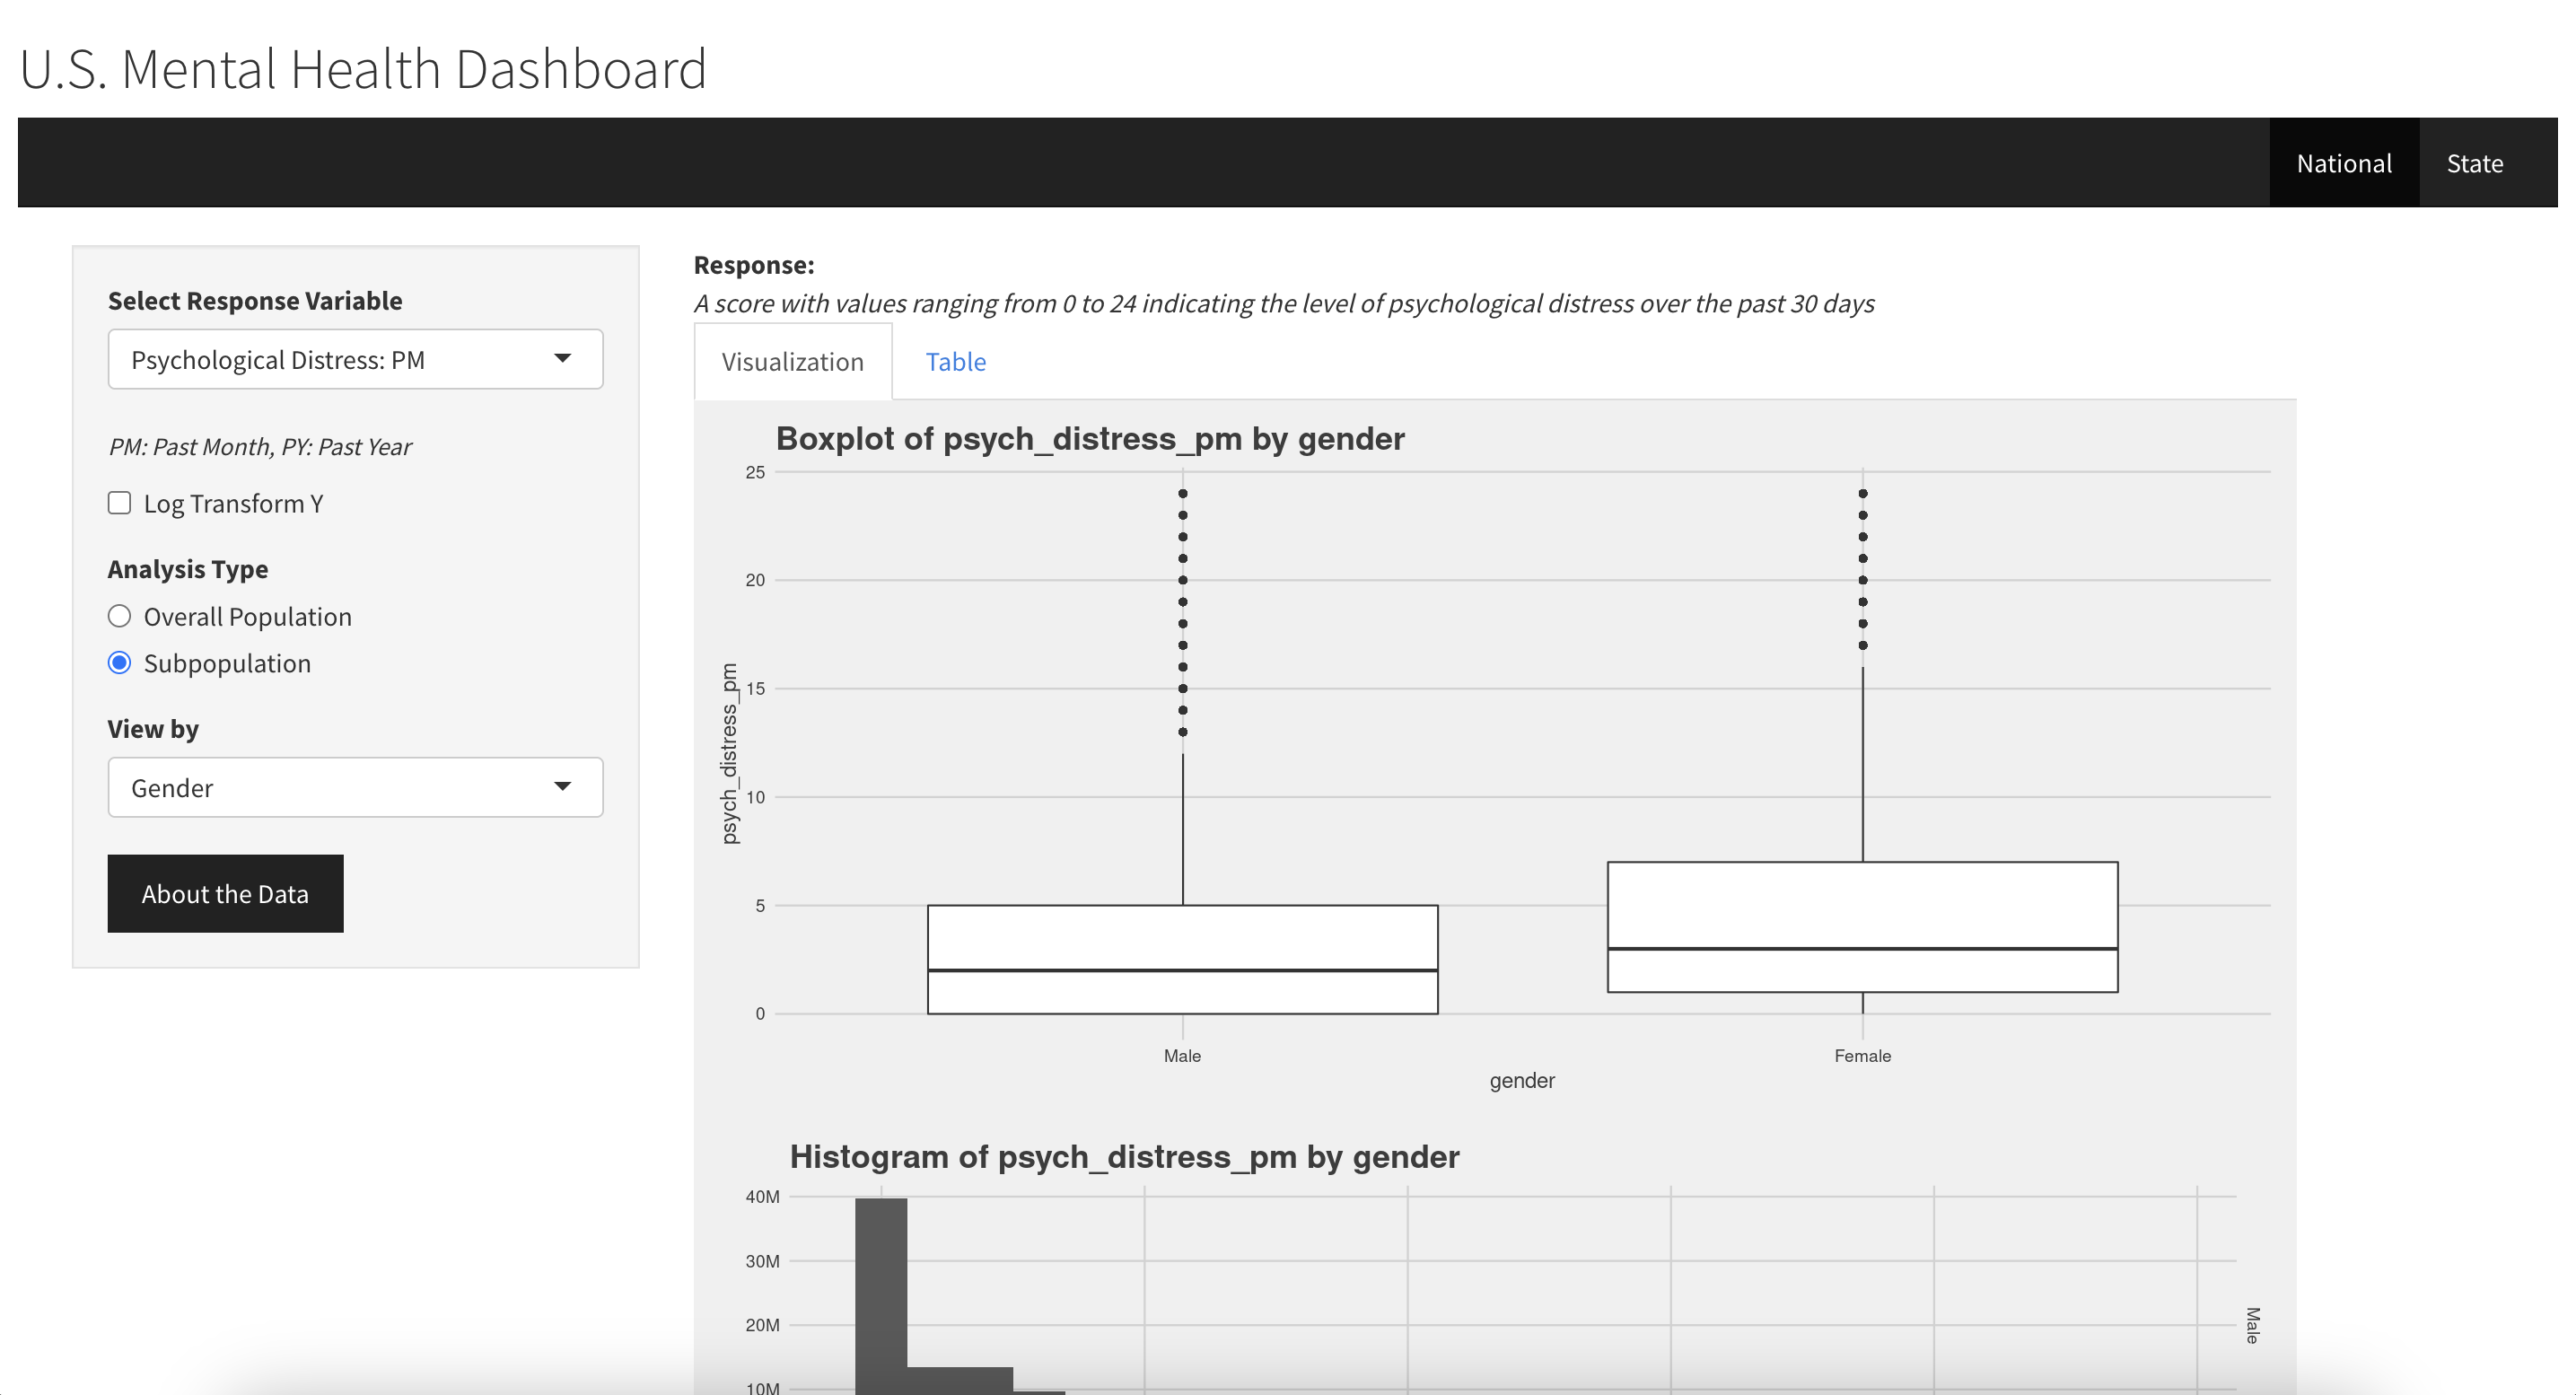 U.S. Mental Health Dashboard
National State
Select Response Variable
Psychological Distress: PM
PM: Past Month, PY: Past Year
Log Transform Y
Analysis Type
Overall Population
Subpopulation
View by
Gender
About the Data
Response:
A score with values ranging from 0 to 24 indicating the level of psychological distress over the past 30 days
Visualization Table
Boxplot of psych_distress_pm by gender
psych_distress_pm
25
20
15
10
5
0
Male Female
gender
Histogram of psych_distress_pm by gender
40M
30M
20M
10M
Male